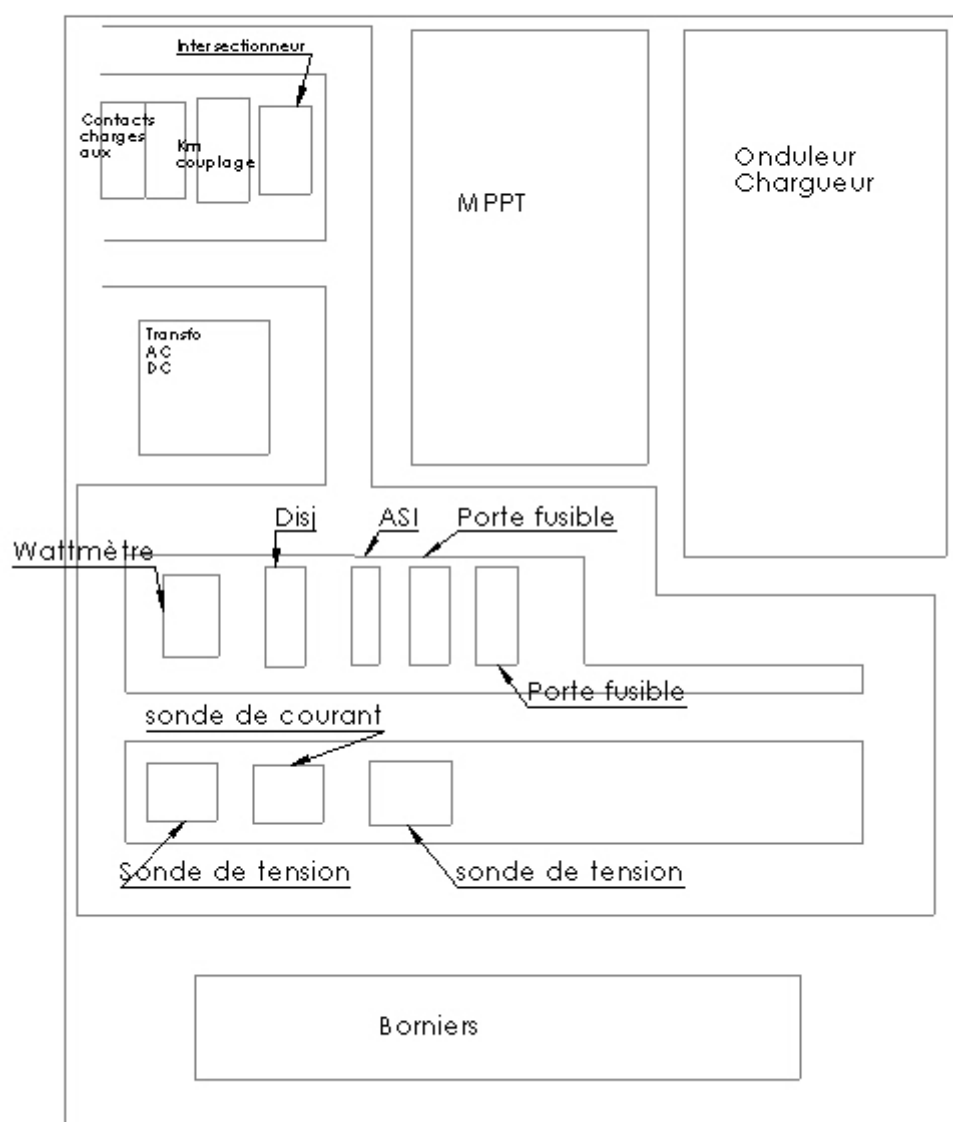 Intersectionneur
Contacts
charges
aux
Km
couplage
MPPT
Onduleur
Chargueur
Transfo
AC
DC
Disj
ASI
Porte fusible
Wattmètre
Porte fusible
sonde de courant
Sonde de tension
sonde de tension
Borniers